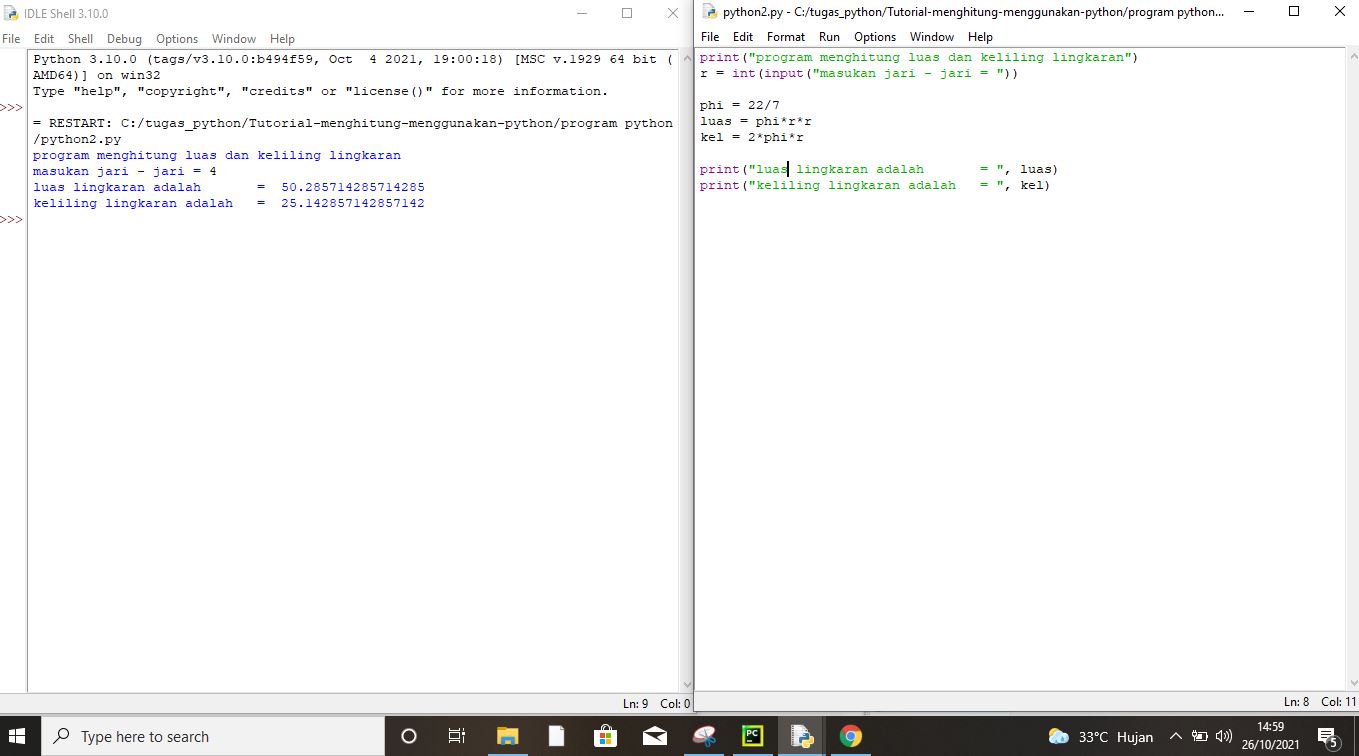 IDLE Shell 3.10.0
File Edit Shell Debug Options Window Help
Python 3.10.0 (tags/v3.10.0:b494f59, Oct  4 2021, 19:00:18) [MSC v.1929 64 bit (
AMD64)] on win32
Type "help", "copyright", "credits" or "license()" for more information.
>>>
= RESTART: C:/tugas_python/Tutorial-menghitung-menggunakan-python/program python
/python2.py
program menghitung luas dan keliling lingkaran
masukan jari - jari = 4
luas lingkaran adalah       =  50.285714285714285
keliling lingkaran adalah   =  25.142857142857142
>>>
Ln: 9 Col: 0
python2.py - C:/tugas_python/Tutorial-menghitung-menggunakan-python/program python...
File Edit Format Run Options Window Help
print("program menghitung luas dan keliling lingkaran")
r = int(input("masukan jari - jari = "))
phi = 22/7
luas = phi*r*r
kel = 2*phi*r
print("luas lingkaran adalah       = ", luas)
print("keliling lingkaran adalah   = ", kel)
Ln: 8 Col: 11
Type here to search
PC
33°C Hujan
14:59
26/10/2021
5